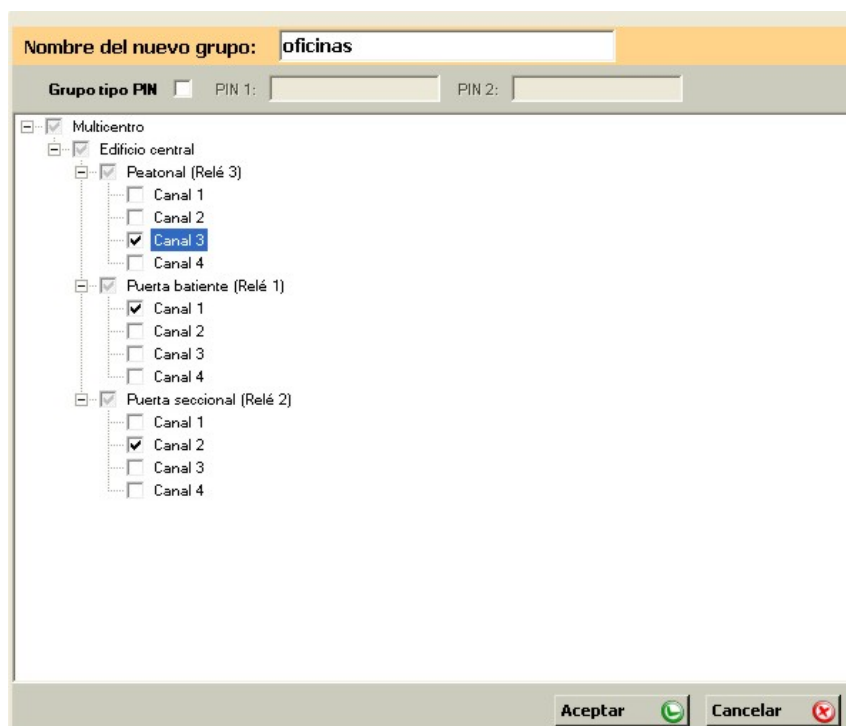 Nombre del nuevo grupo: oficinas
Grupo tipo PIN PIN 1: PIN 2:
Multicentro
Edificio central
Peatonal (Relé 3)
Canal 1
Canal 2
Canal 3
Canal 4
Puerta batiente (Relé 1)
Canal 1
Canal 2
Canal 3
Canal 4
Puerta seccional (Relé 2)
Canal 1
Canal 2
Canal 3
Canal 4
Aceptar Cancelar